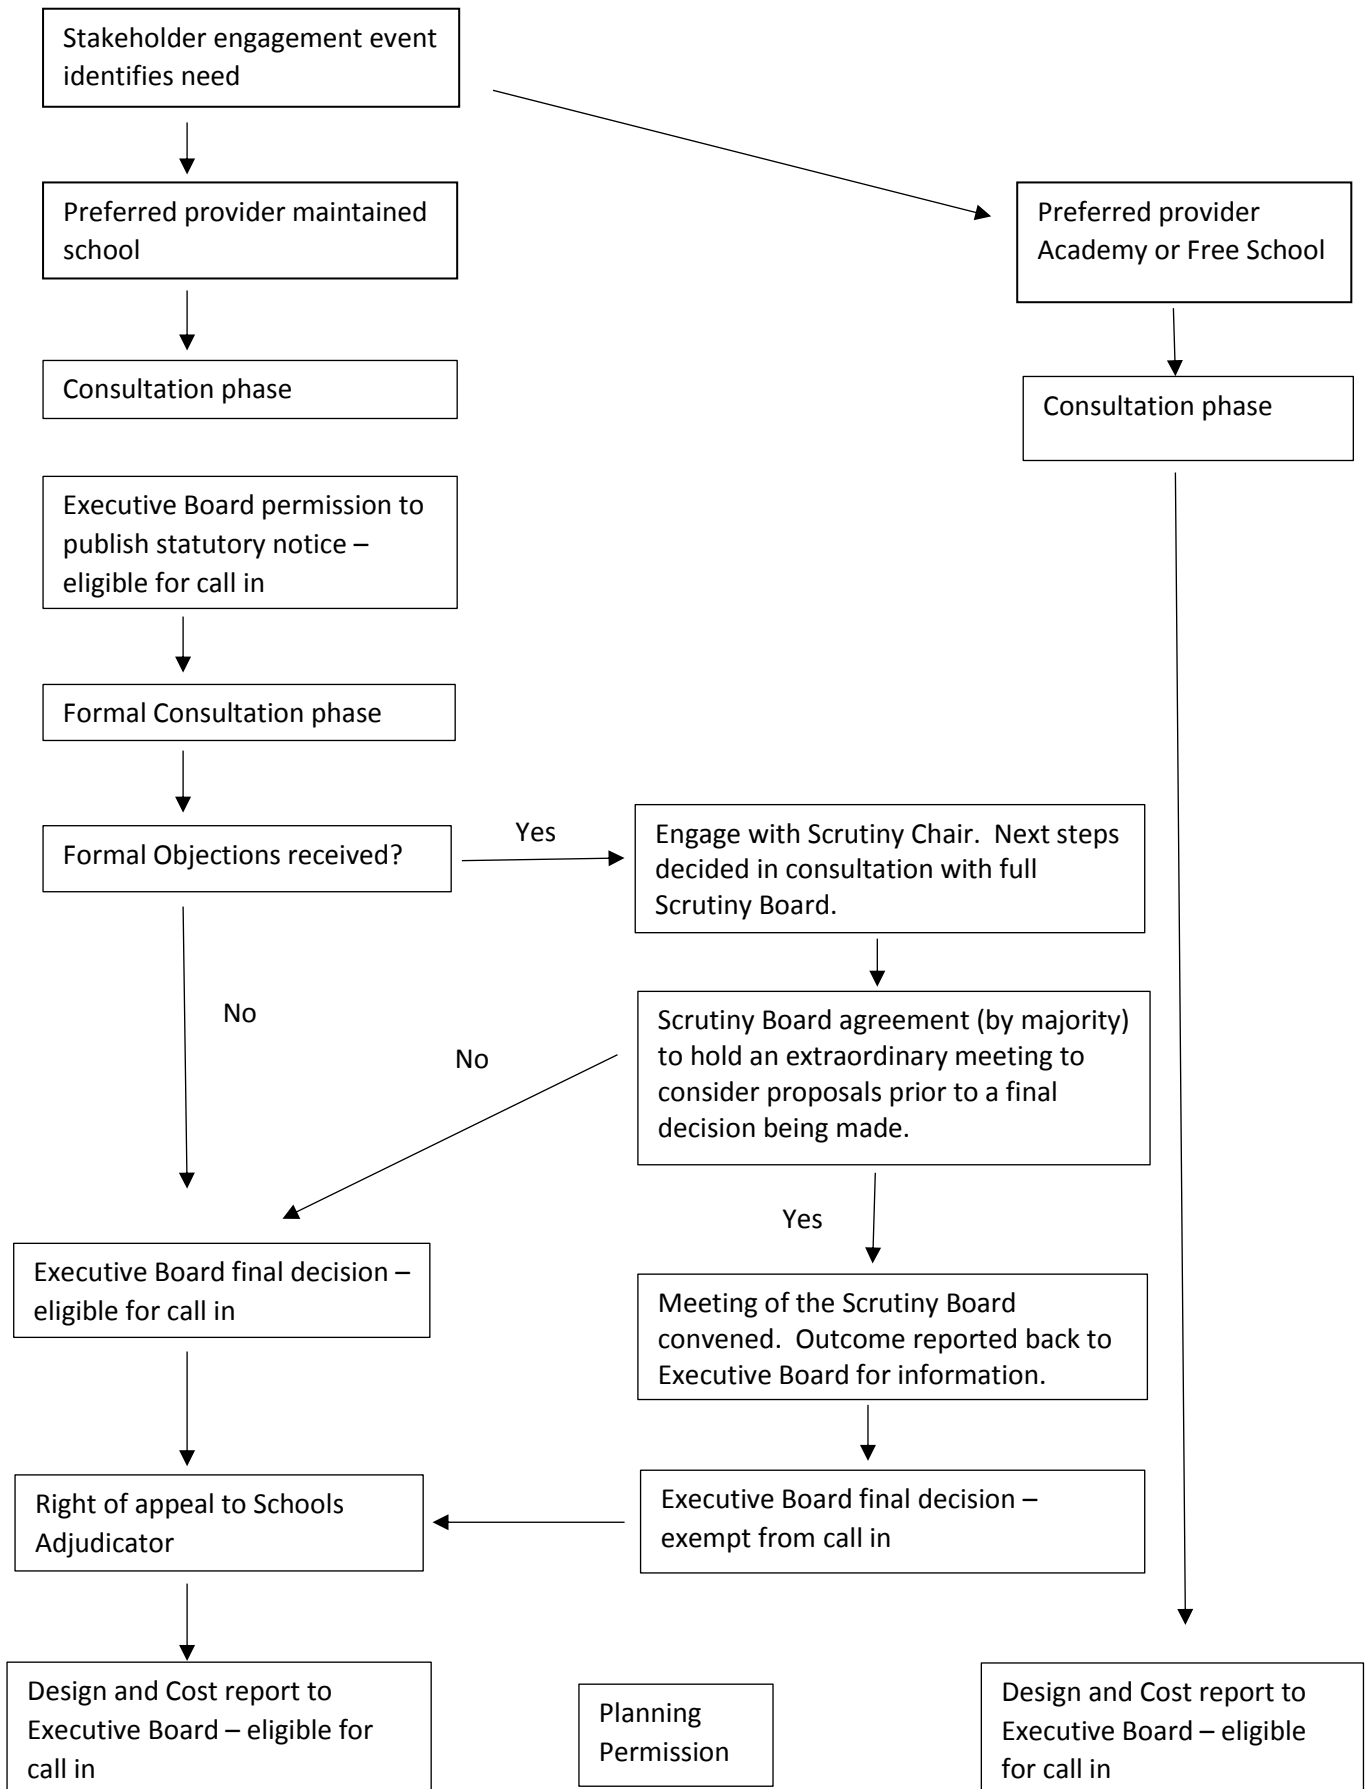 Stakeholder engagement event
identifies need
Preferred provider maintained
school
Preferred provider
Academy or Free School
Consultation phase
Consultation phase
Executive Board permission to
publish statutory notice –
eligible for call in
Formal Consultation phase
Formal Objections received?
Yes
Engage with Scrutiny Chair.  Next steps
decided in consultation with full
Scrutiny Board.
No
No
Scrutiny Board agreement (by majority)
to hold an extraordinary meeting to
consider proposals prior to a final
decision being made.
Yes
Executive Board final decision –
eligible for call in
Meeting of the Scrutiny Board
convened.  Outcome reported back to
Executive Board for information.
Right of appeal to Schools
Adjudicator
Executive Board final decision –
exempt from call in
Design and Cost report to
Executive Board – eligible for
call in
Planning
Permission
Design and Cost report to
Executive Board – eligible
for call in